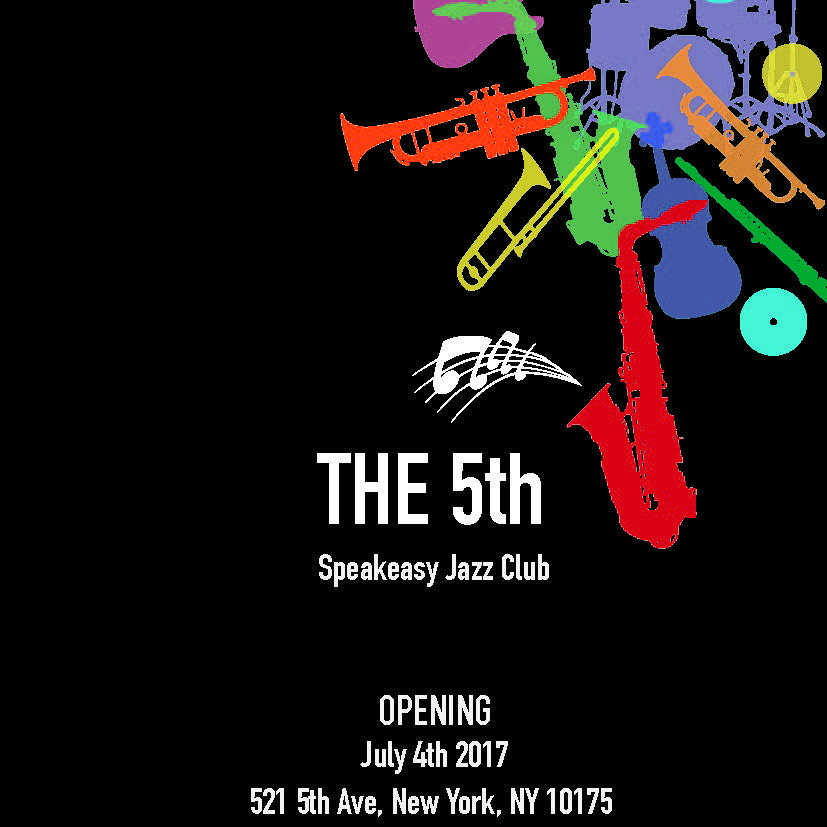 THE 5th
Speakeasy Jazz Club
OPENING
July 4th 2017
521 5th Ave, New York, NY 10175